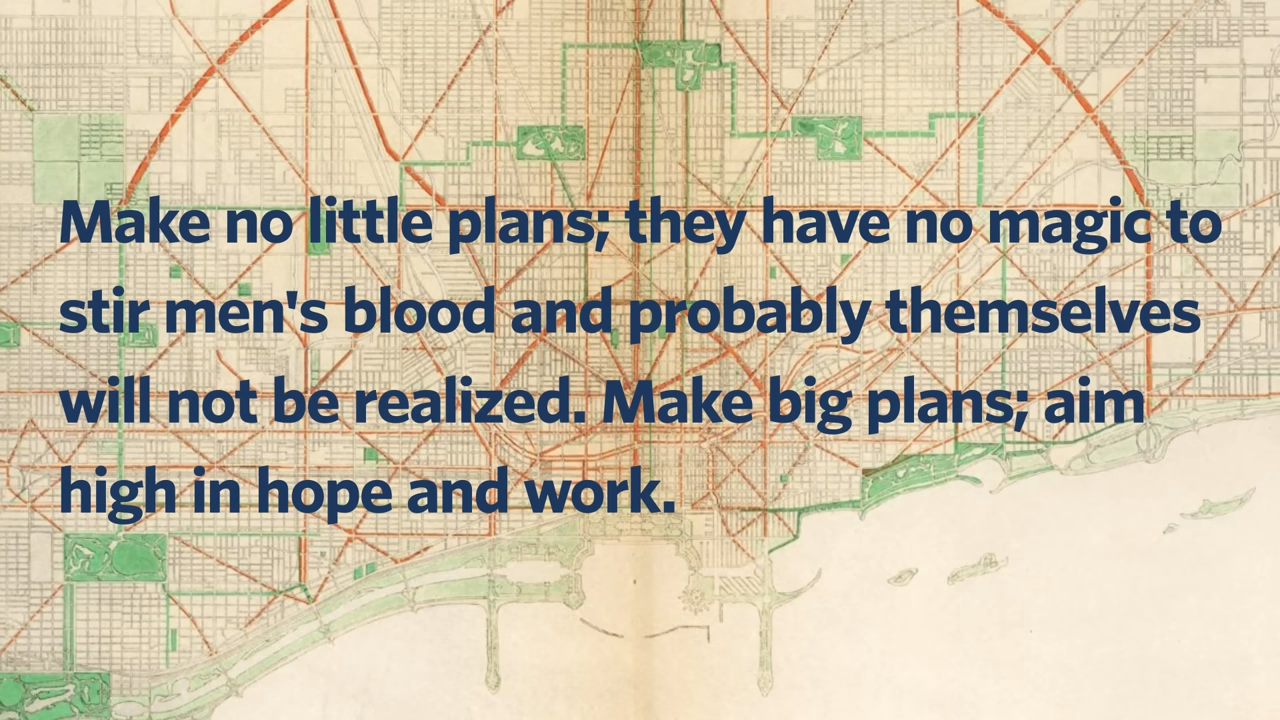 Make no little plans; they have no magic to
stir men's blood and probably themselves
will not be realized. Make big plans; aim
high in hope and work.